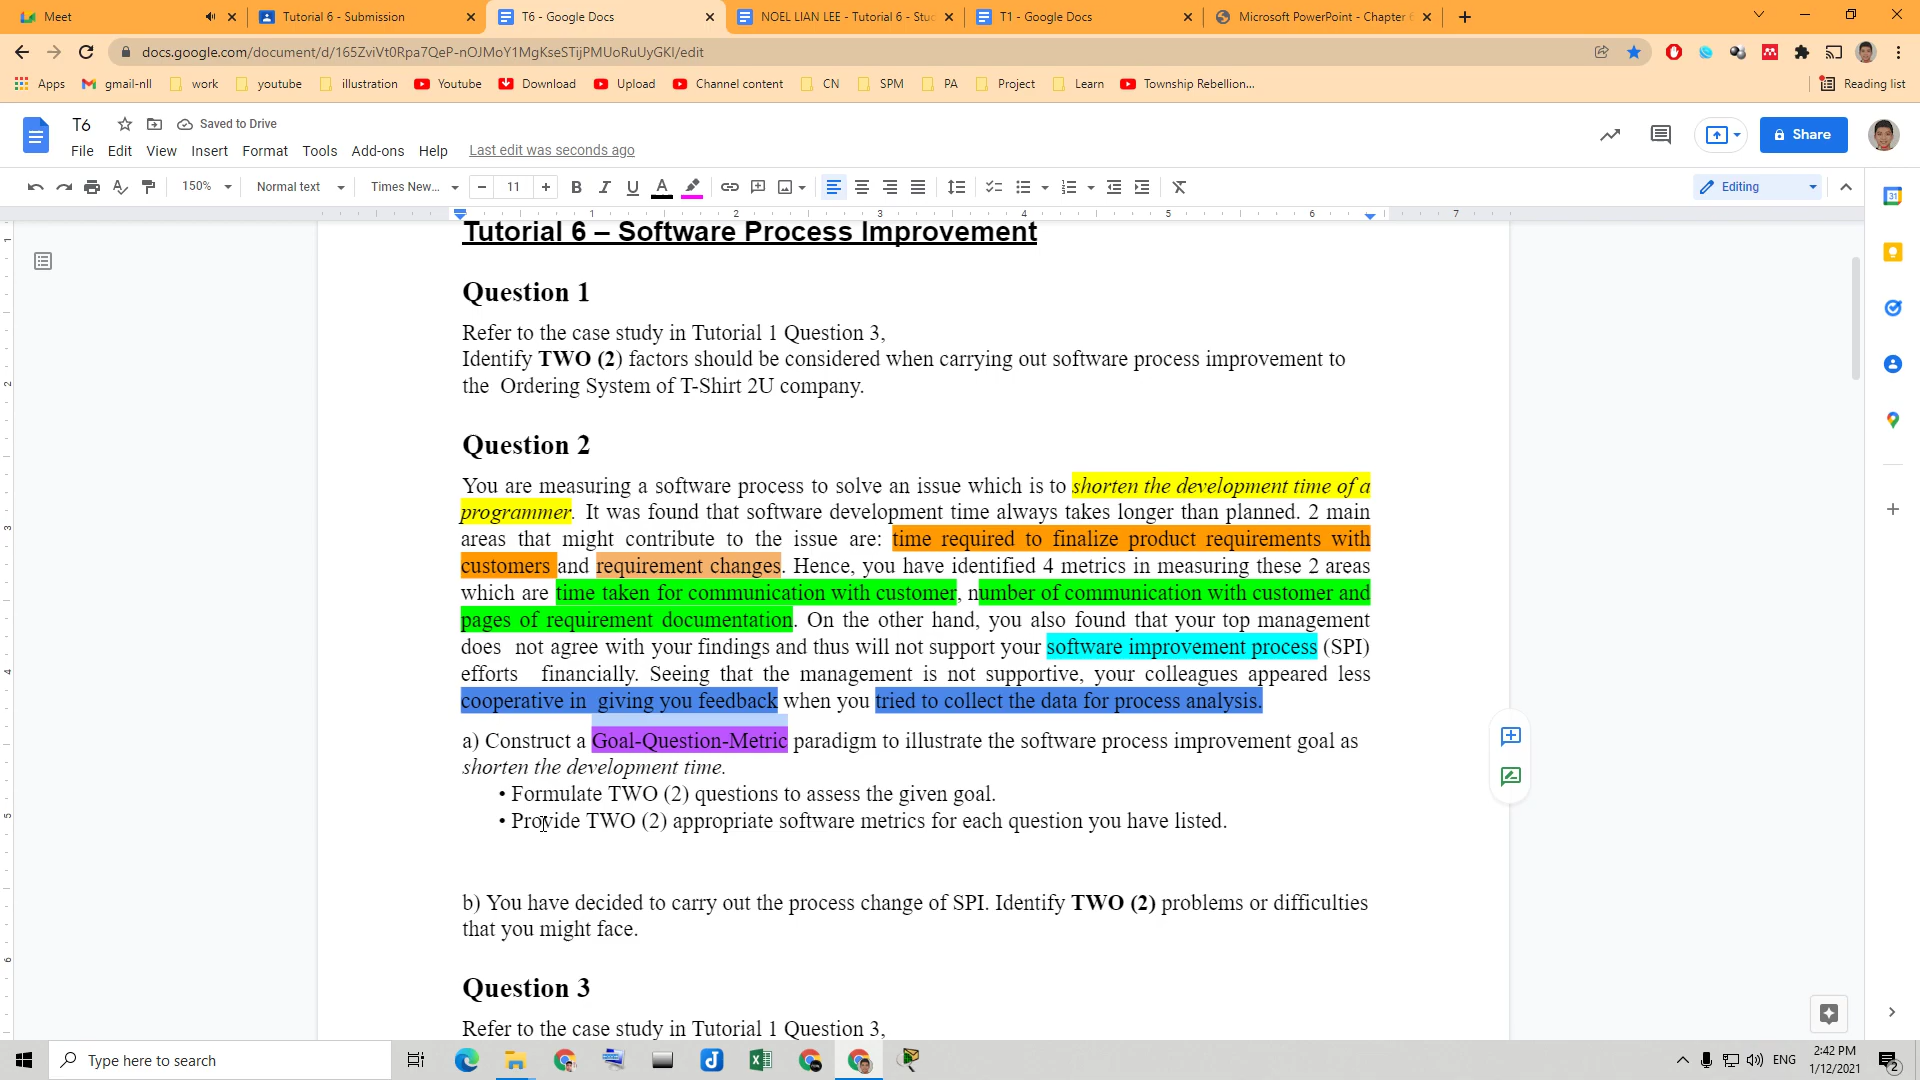 Meet
Tutorial 6 - Submission
T6 - Google Docs
NOEL LIAN LEE - Tutorial 6 - Stud
T1 - Google Docs
Microsoft PowerPoint - Chapter 6
docs.google.com/document/d/165ZviVt0Rpa7QeP-nOJMoY1MgKseSTijPMUoRuUyGKI/edit
Apps
gmail-nll
work
youtube
illustration
Youtube
Download
Upload
Channel content
CN
SPM
PA
Project
Learn
Township Rebellion...
Reading list
T6
Saved to Drive
File Edit View Insert Format Tools Add-ons Help
Last edit was seconds ago
Share
150%
Normal text
Times New...
11
Editing
1 2 3 4 5 6 7
Tutorial 6 – Software Process Improvement
Question 1
Refer to the case study in Tutorial 1 Question 3,
Identify TWO (2) factors should be considered when carrying out software process improvement to
the Ordering System of T-Shirt 2U company.
Question 2
You are measuring a software process to solve an issue which is to shorten the development time of a
programmer. It was found that software development time always takes longer than planned. 2 main
areas that might contribute to the issue are: time required to finalize product requirements with
customers and requirement changes. Hence, you have identified 4 metrics in measuring these 2 areas
which are time taken for communication with customer, number of communication with customer and
pages of requirement documentation. On the other hand, you also found that your top management
does not agree with your findings and thus will not support your software improvement process (SPI)
efforts financially. Seeing that the management is not supportive, your colleagues appeared less
cooperative in giving you feedback when you tried to collect the data for process analysis.
a) Construct a Goal-Question-Metric paradigm to illustrate the software process improvement goal as
shorten the development time.
• Formulate TWO (2) questions to assess the given goal.
• Provide TWO (2) appropriate software metrics for each question you have listed.
b) You have decided to carry out the process change of SPI. Identify TWO (2) problems or difficulties
that you might face.
Question 3
Refer to the case study in Tutorial 1 Question 3,
Type here to search
ENG
2:42 PM
1/12/2021
2